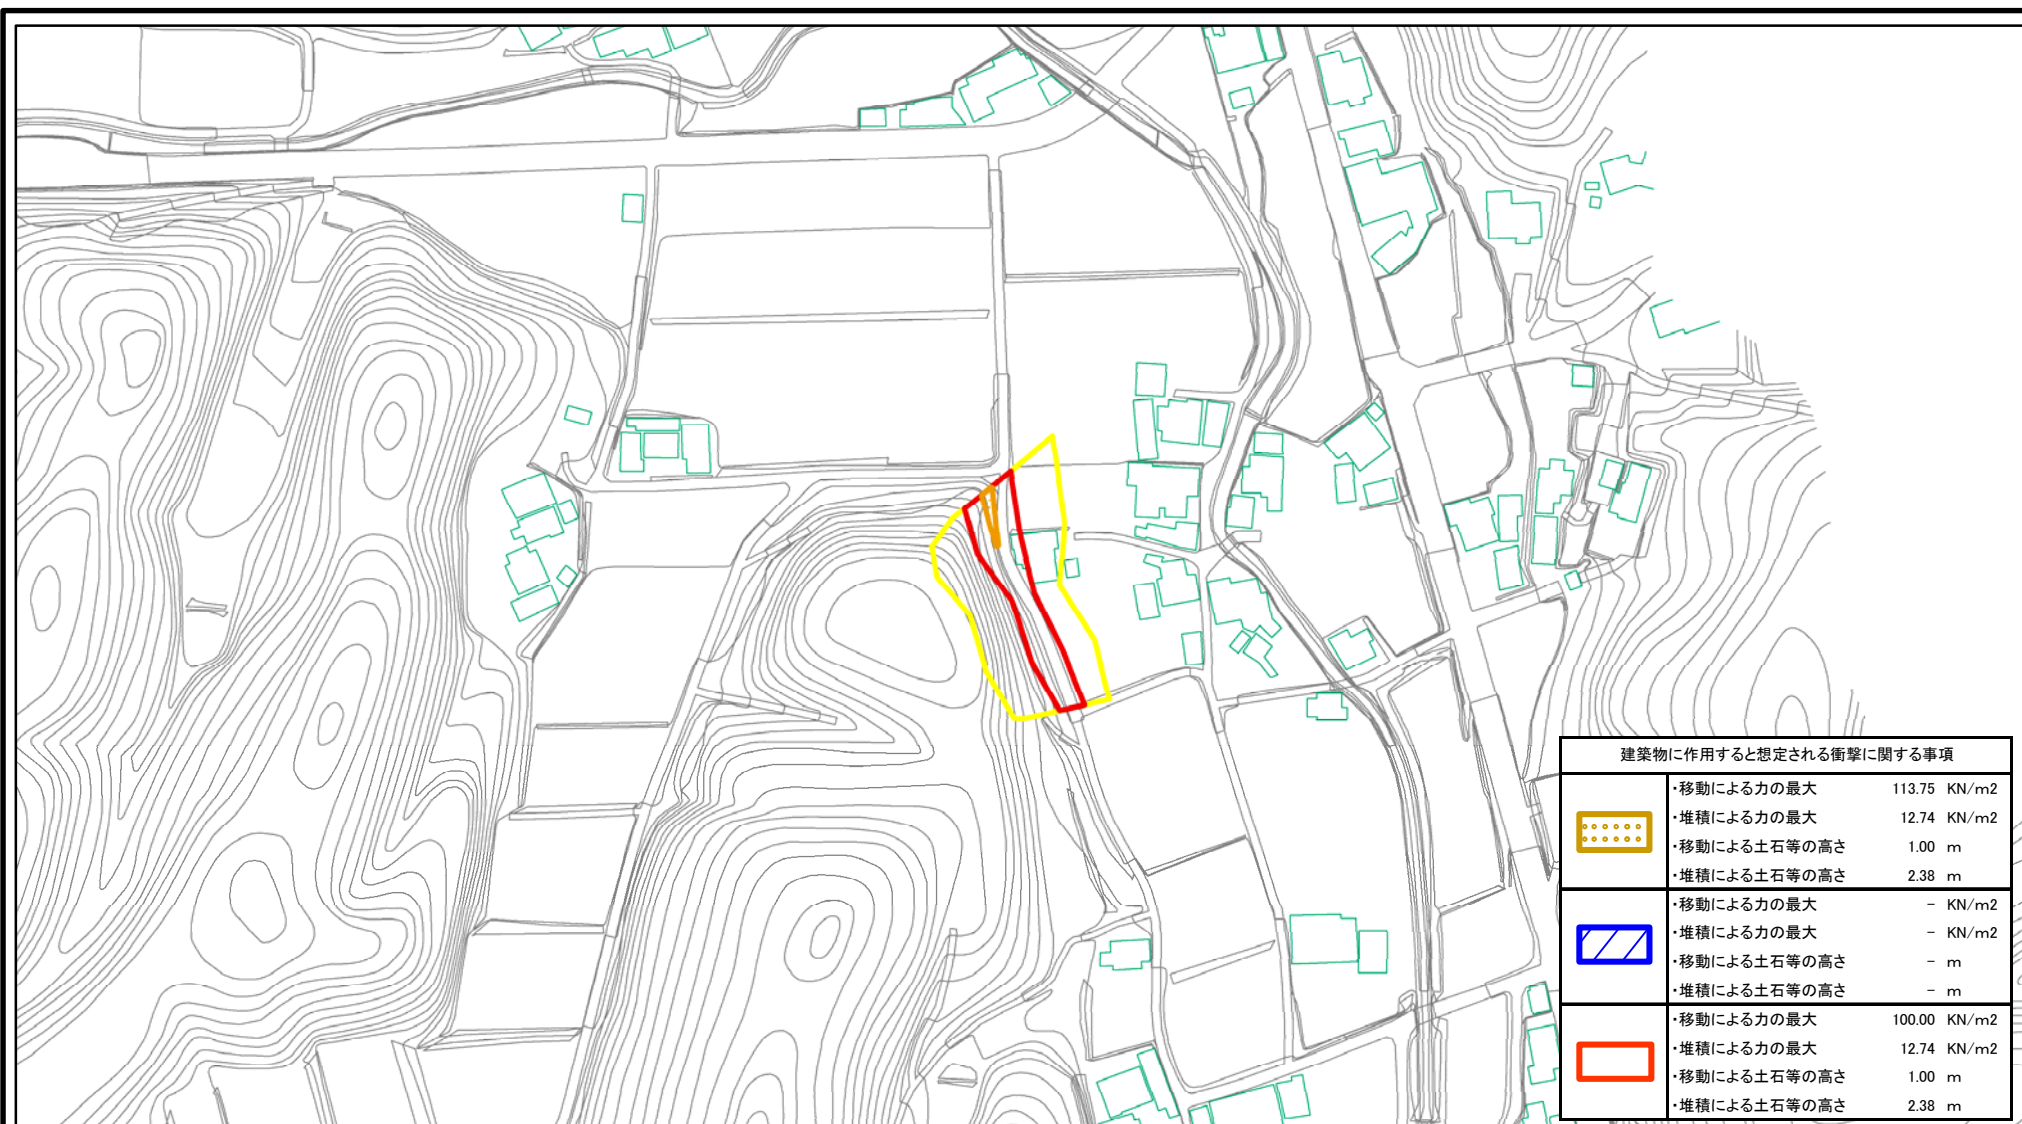 建築物に作用すると想定される衝撃に関する事項
・移動による力の最大 113.75 KN/m2
・堆積による力の最大 12.74 KN/m2
・移動による土石等の高さ 1.00 m
・堆積による土石等の高さ 2.38 m
・移動による力の最大 － KN/m2
・堆積による力の最大 － KN/m2
・移動による土石等の高さ － m
・堆積による土石等の高さ － m
・移動による力の最大 100.00 KN/m2
・堆積による力の最大 12.74 KN/m2
・移動による土石等の高さ 1.00 m
・堆積による土石等の高さ 2.38 m